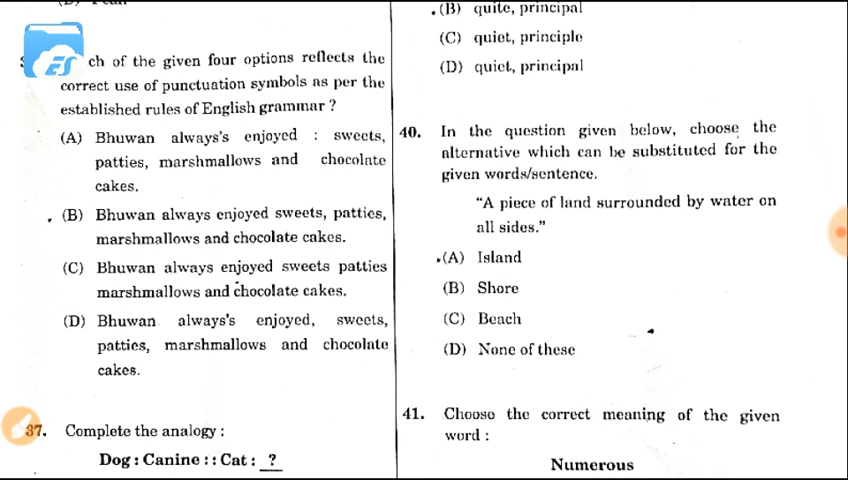 ch of the given four options reflects the
correct use of punctuation symbols as per the
established rules of English grammar ?
(A) Bhuwan always's enjoyed : sweets,
patties, marshmallows and chocolate
cakes.
(B) Bhuwan always enjoyed sweets, patties,
marshmallows and chocolate cakes.
(C) Bhuwan always enjoyed sweets patties
marshmallows and chocolate cakes.
(D) Bhuwan always's enjoyed, sweets,
patties, marshmallows and chocolate
cakes.
37. Complete the analogy :
Dog : Canine : : Cat : ?
(B) quite, principal
(C) quiet, principle
(D) quiet, principal
40. In the question given below, choose the
alternative which can be substituted for the
given words/sentence.
"A piece of land surrounded by water on
all sides."
(A) Island
(B) Shore
(C) Beach
(D) None of these
41. Choose the correct meaning of the given
word :
Numerous